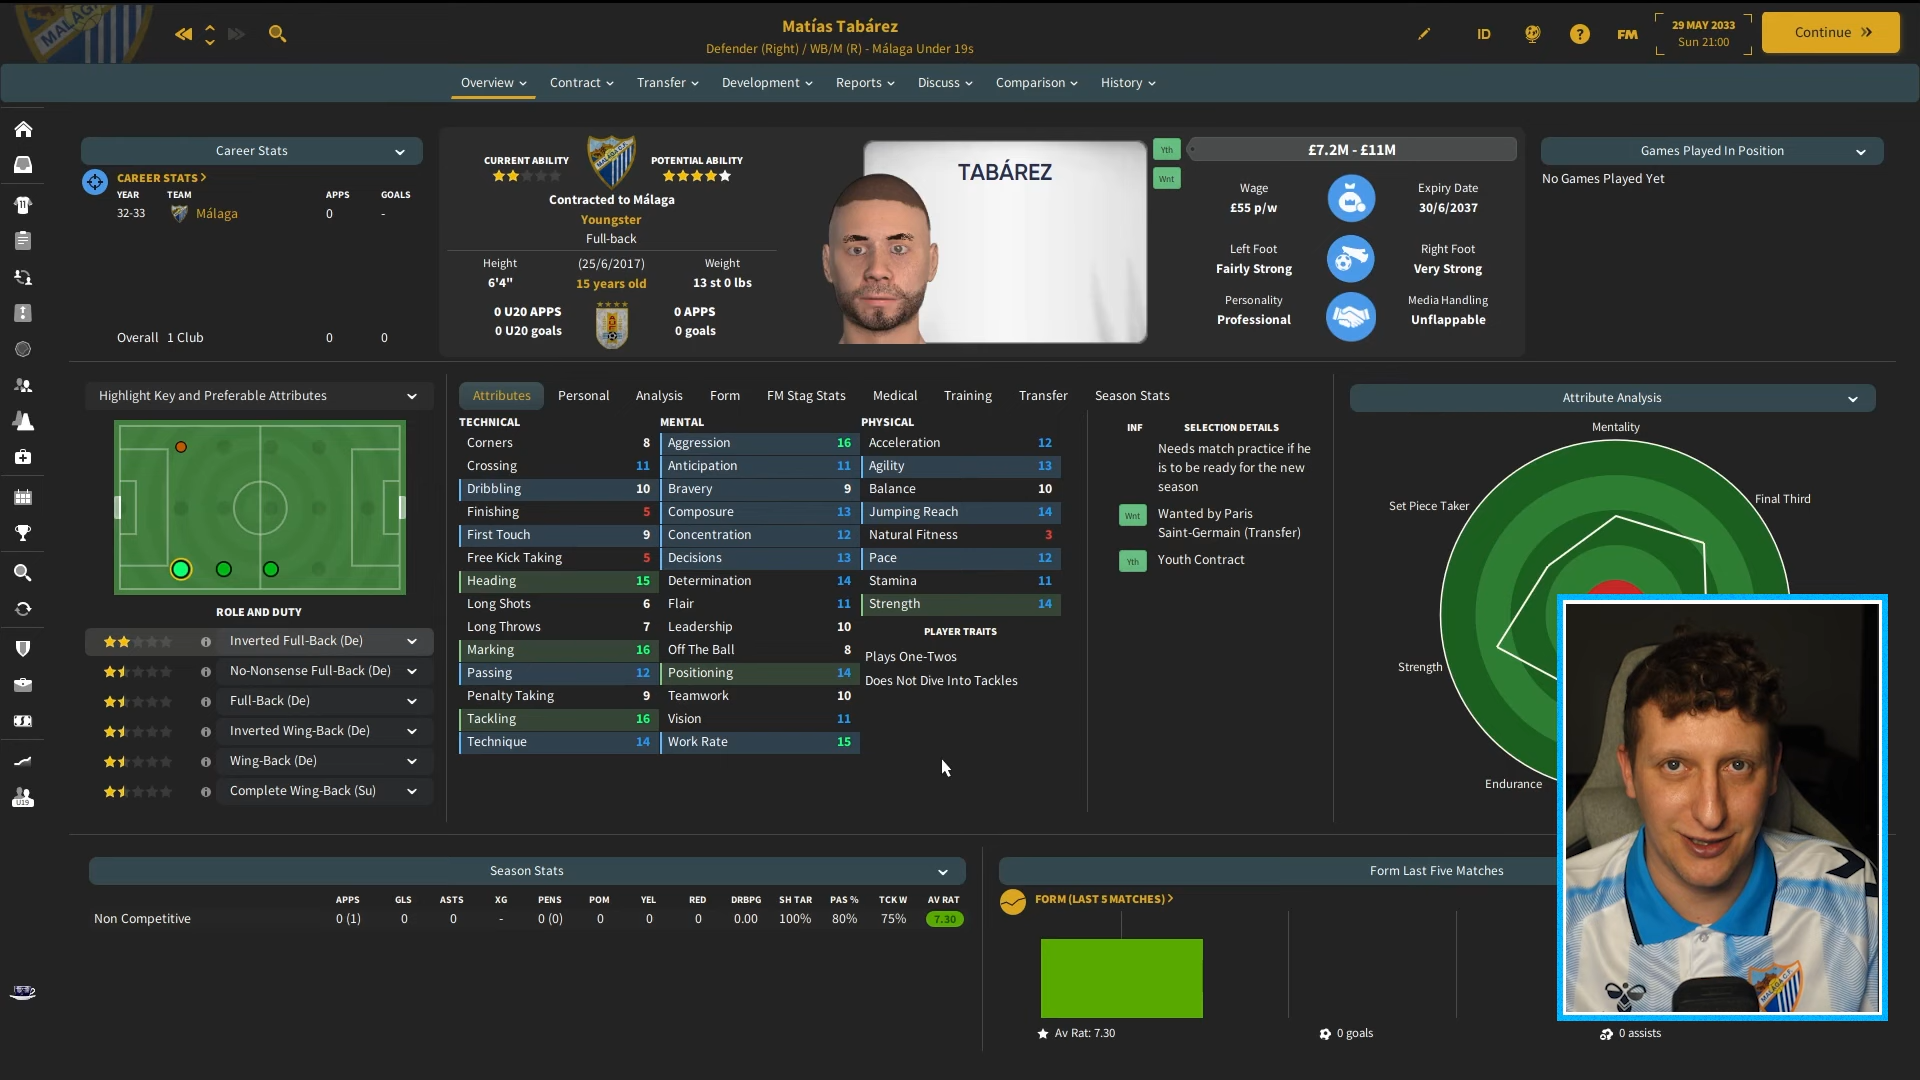 Matías Tabárez
Defender (Right) / WB/M (R) - Málaga Under 19s
ID
FM
29 MAY 2033
Sun 21:00
Continue
Overview
Contract
Transfer
Development
Reports
Discuss
Comparison
History
Career Stats
CAREER STATS
YEAR TEAM APPS GOALS
32-33 Málaga 0 -
Overall 1 Club 0 0
CURRENT ABILITY
POTENTIAL ABILITY
Contracted to Málaga
Youngster
Full-back
Height (25/6/2017) Weight
6'4" 15 years old 13 st 0 lbs
0 U20 APPS 0 APPS
0 U20 goals 0 goals
TABÁREZ
Yth
Wnt
£7.2M - £11M
Wage Expiry Date
£55 p/w 30/6/2037
Left Foot Right Foot
Fairly Strong Very Strong
Personality Media Handling
Professional Unflappable
Games Played In Position
No Games Played Yet
Highlight Key and Preferable Attributes
ROLE AND DUTY
Inverted Full-Back (De)
No-Nonsense Full-Back (De)
Full-Back (De)
Inverted Wing-Back (De)
Wing-Back (De)
Complete Wing-Back (Su)
Attributes
Personal
Analysis
Form
FM Stag Stats
Medical
Training
Transfer
Season Stats
TECHNICAL
Corners 8
Crossing 11
Dribbling 10
Finishing 5
First Touch 9
Free Kick Taking 5
Heading 15
Long Shots 6
Long Throws 7
Marking 16
Passing 12
Penalty Taking 9
Tackling 16
Technique 14
MENTAL
Aggression 16
Anticipation 11
Bravery 9
Composure 13
Concentration 12
Decisions 13
Determination 14
Flair 11
Leadership 10
Off The Ball 8
Positioning 14
Teamwork 10
Vision 11
Work Rate 15
PHYSICAL
Acceleration 12
Agility 13
Balance 10
Jumping Reach 14
Natural Fitness 3
Pace 12
Stamina 11
Strength 14
PLAYER TRAITS
Plays One-Twos
Does Not Dive Into Tackles
INF SELECTION DETAILS
Needs match practice if he
is to be ready for the new
season
Wnt Wanted by Paris
Saint-Germain (Transfer)
Yth Youth Contract
Attribute Analysis
Mentality
Set Piece Taker
Final Third
Strength
Endurance
Season Stats
APPS GLS ASTS XG PENS POM YEL RED DRBPG SH TAR PAS % TCK W AV RAT
Non Competitive 0 (1) 0 0 - 0 (0) 0 0 0 0.00 100% 80% 75% 7.30
Form Last Five Matches
FORM (LAST 5 MATCHES)
Av Rat: 7.30
0 goals
0 assists
U19